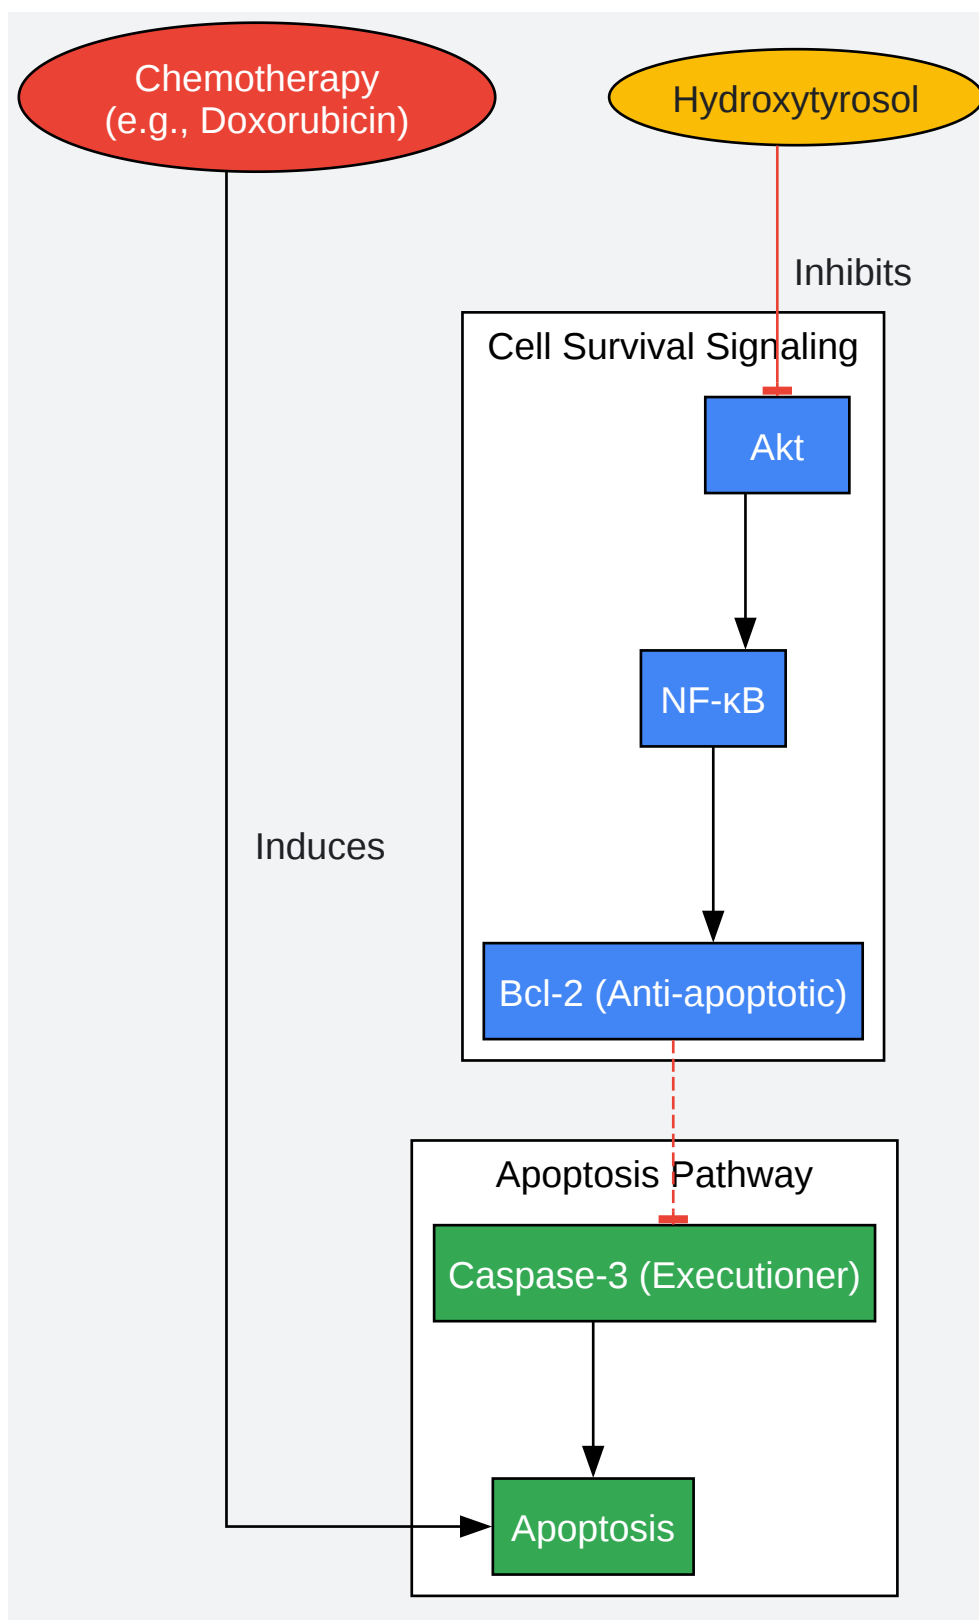 Chemotherapy
(e.g., Doxorubicin)
Hydroxytyrosol
Inhibits
Cell Survival Signaling
Akt
NF-κB
Induces
Bcl-2 (Anti-apoptotic)
Apoptosis Pathway
Caspase-3 (Executioner)
Apoptosis